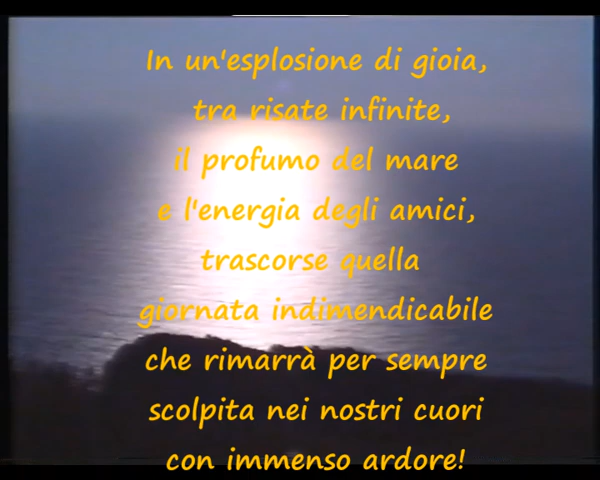 In un'esplosione di gioia,
tra risate infinite,
il profumo del mare
e l'energia degli amici,
trascorse quella
giornata indimendicabile
che rimarrà per sempre
scolpita nei nostri cuori
con immenso ardore!